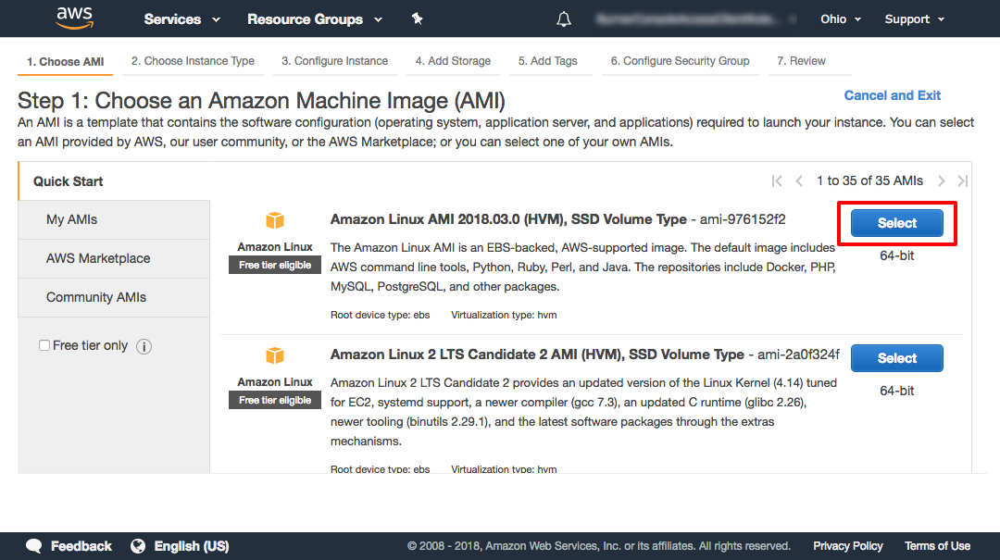 aws Services Resource Groups Ohio Support
1. Choose AMI 2. Choose Instance Type 3. Configure Instance 4. Add Storage 5. Add Tags 6. Configure Security Group 7. Review
Step 1: Choose an Amazon Machine Image (AMI)
Cancel and Exit
An AMI is a template that contains the software configuration (operating system, application server, and applications) required to launch your instance. You can select
an AMI provided by AWS, our user community, or the AWS Marketplace; or you can select one of your own AMIs.
Quick Start
1 to 35 of 35 AMIs
My AMIs
AWS Marketplace
Community AMIs
Free tier only
Amazon Linux
Free tier eligible
Amazon Linux AMI 2018.03.0 (HVM), SSD Volume Type - ami-976152f2
The Amazon Linux AMI is an EBS-backed, AWS-supported image. The default image includes
AWS command line tools, Python, Ruby, Perl, and Java. The repositories include Docker, PHP,
MySQL, PostgreSQL, and other packages.
Root device type: ebs Virtualization type: hvm
Select
64-bit
Amazon Linux
Free tier eligible
Amazon Linux 2 LTS Candidate 2 AMI (HVM), SSD Volume Type - ami-2a0f324f
Amazon Linux 2 LTS Candidate 2 provides an updated version of the Linux Kernel (4.14) tuned
for EC2, systemd support, a newer compiler (gcc 7.3), an updated C runtime (glibc 2.26),
newer tooling (binutils 2.29.1), and the latest software packages through the extras
mechanisms.
Root device type: ebs Virtualization type: hvm
Select
64-bit
Feedback English (US) © 2008 - 2018, Amazon Web Services, Inc. or its affiliates. All rights reserved. Privacy Policy Terms of Use